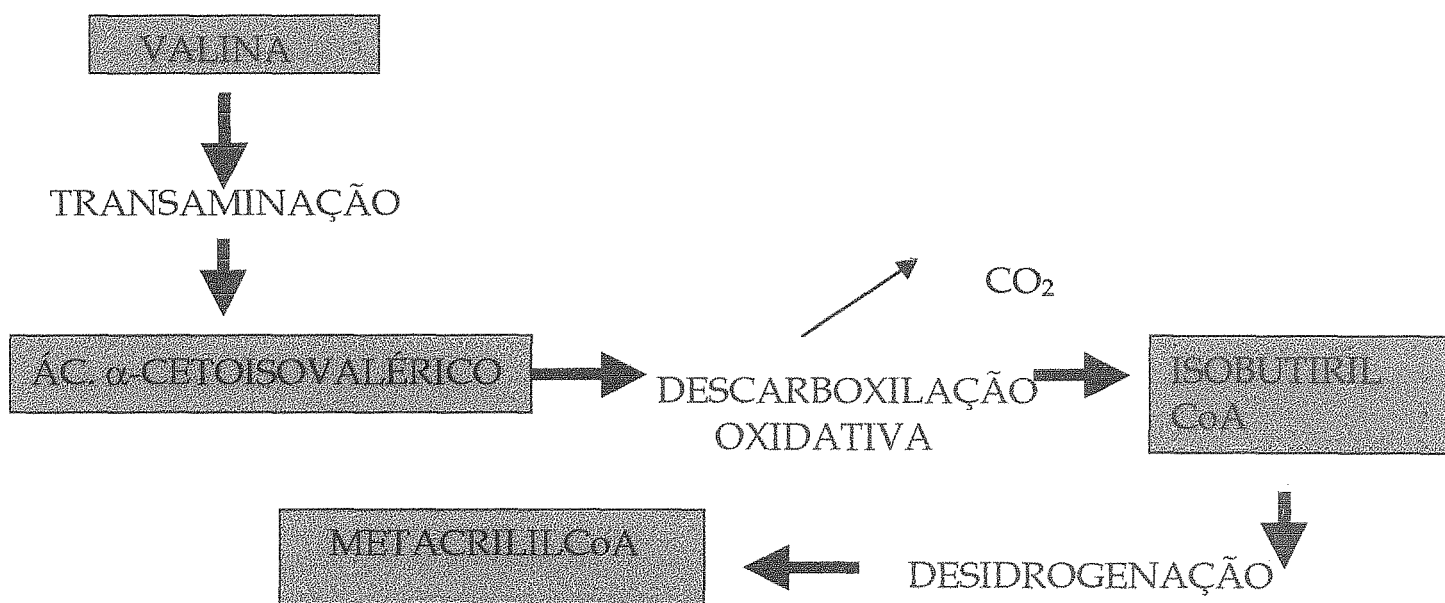 VALINA
TRANSAMINAÇÃO
CO₂
ÁC. α-CETOISOVALÉRICO
DESCARBOXILAÇÃO
OXIDATIVA
ISOBUTIRIL
CoA
METACRILILCoA
DESIDROGENAÇÃO